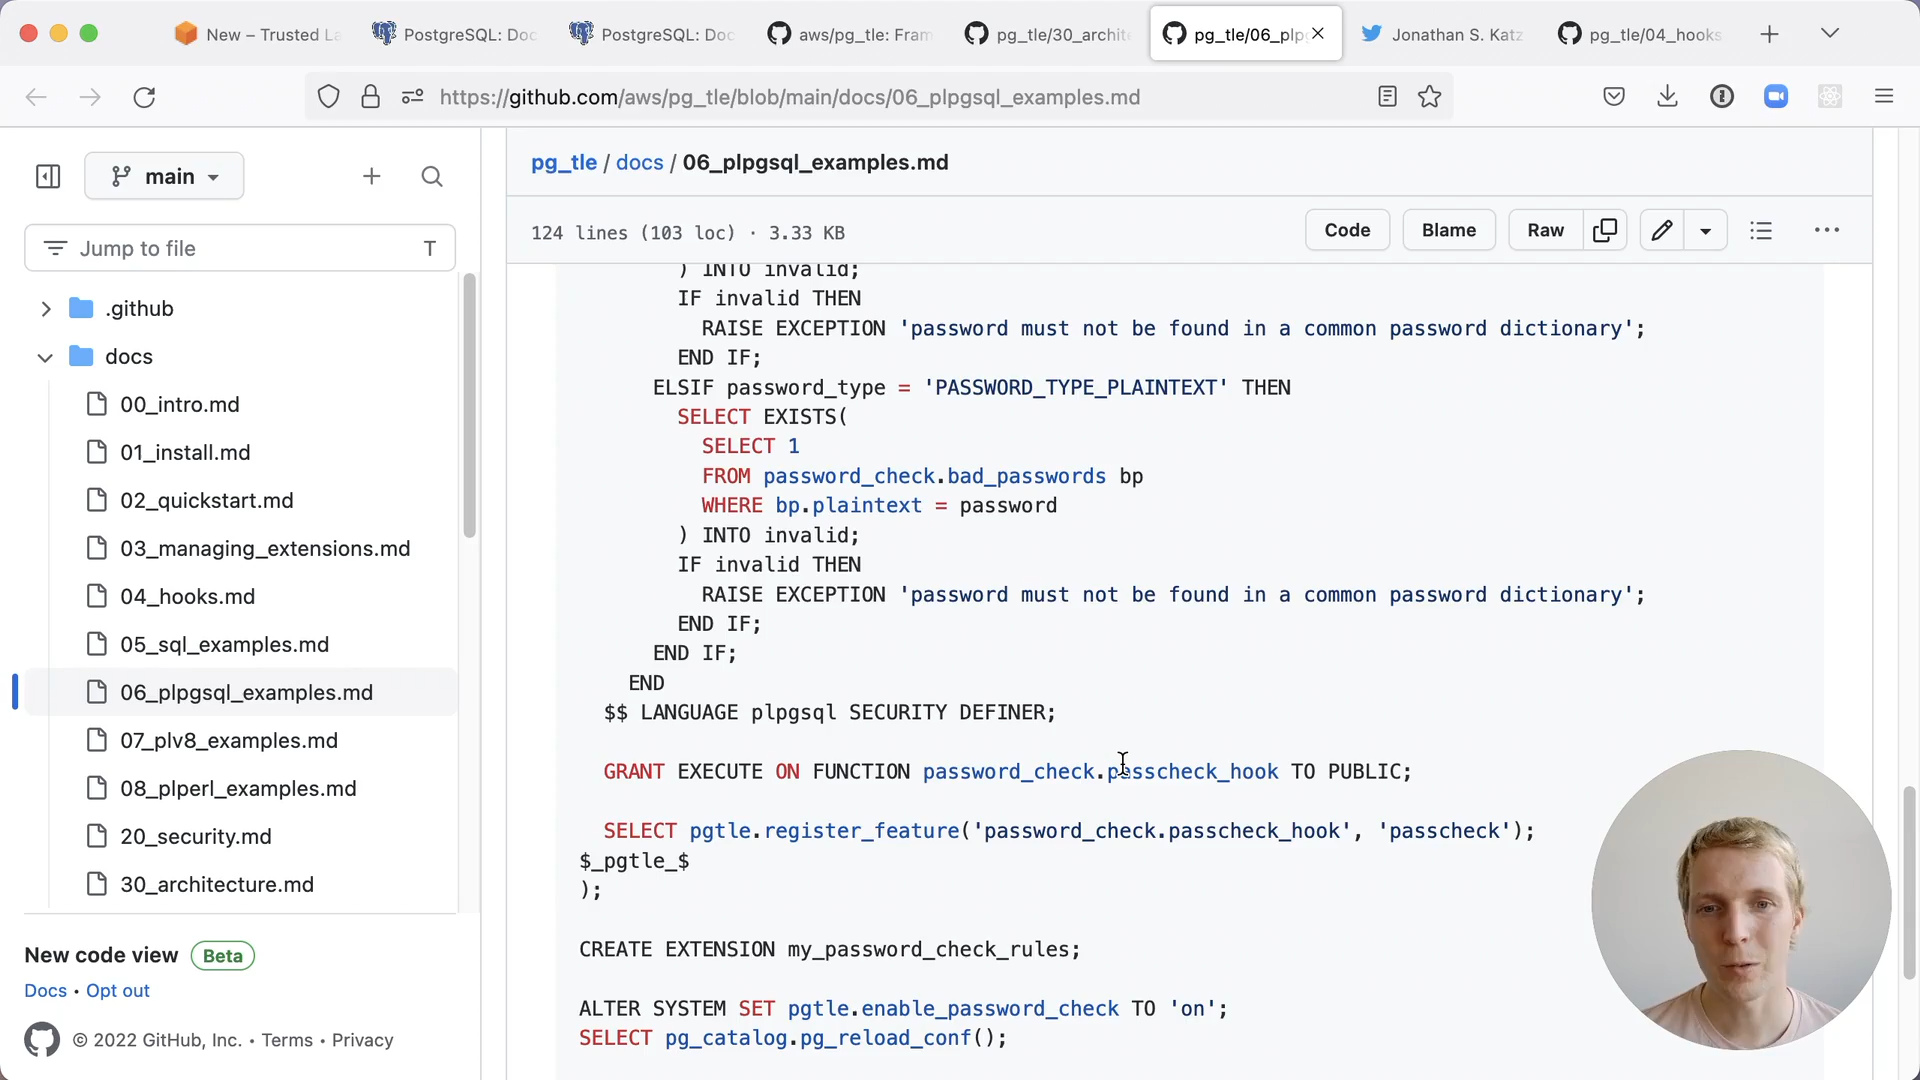 New – Trusted La
PostgreSQL: Doc
PostgreSQL: Doc
aws/pg_tle: Fram
pg_tle/30_archite
pg_tle/06_plpg
Jonathan S. Katz
pg_tle/04_hooks
https://github.com/aws/pg_tle/blob/main/docs/06_plpgsql_examples.md
main
Jump to file
T
.github
docs
00_intro.md
01_install.md
02_quickstart.md
03_managing_extensions.md
04_hooks.md
05_sql_examples.md
06_plpgsql_examples.md
07_plv8_examples.md
08_plperl_examples.md
20_security.md
30_architecture.md
New code view Beta
Docs • Opt out
© 2022 GitHub, Inc. • Terms • Privacy
pg_tle / docs / 06_plpgsql_examples.md
124 lines (103 loc) · 3.33 KB
Code
Blame
Raw
) INTO invalid;
IF invalid THEN
RAISE EXCEPTION 'password must not be found in a common password dictionary';
END IF;
ELSIF password_type = 'PASSWORD_TYPE_PLAINTEXT' THEN
SELECT EXISTS(
SELECT 1
FROM password_check.bad_passwords bp
WHERE bp.plaintext = password
) INTO invalid;
IF invalid THEN
RAISE EXCEPTION 'password must not be found in a common password dictionary';
END IF;
END IF;
END
$$ LANGUAGE plpgsql SECURITY DEFINER;
GRANT EXECUTE ON FUNCTION password_check.passcheck_hook TO PUBLIC;
SELECT pgtle.register_feature('password_check.passcheck_hook', 'passcheck');
$_pgtle_$
);
CREATE EXTENSION my_password_check_rules;
ALTER SYSTEM SET pgtle.enable_password_check TO 'on';
SELECT pg_catalog.pg_reload_conf();